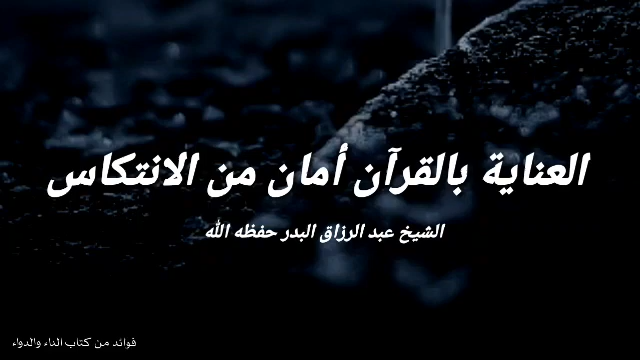 العناية بالقرآن أمان من الانتكاس
الشيخ عبد الرزاق البدر حفظه الله
فوائد من كتاب الداء والدواء